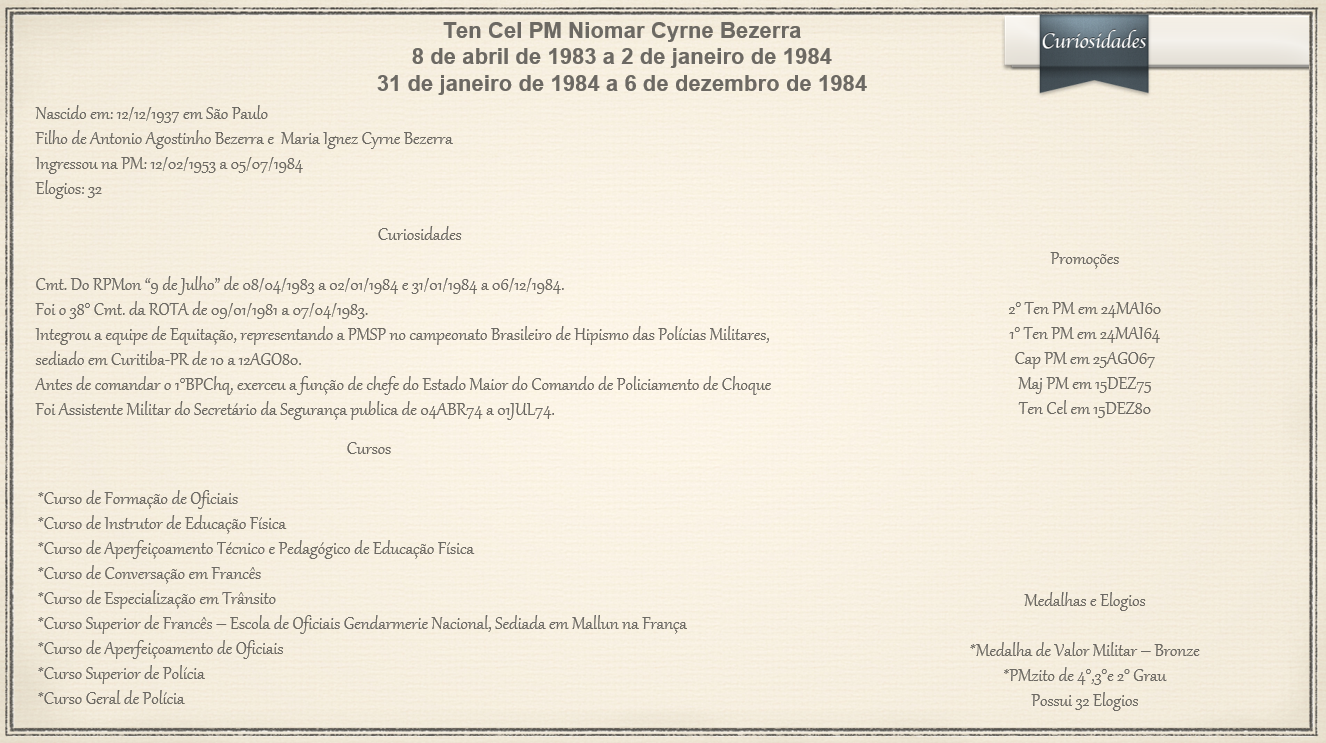 Ten Cel PM Niomar Cyrne Bezerra
8 de abril de 1983 a 2 de janeiro de 1984
31 de janeiro de 1984 a 6 de dezembro de 1984
Curiosidades
Nascido em: 12/12/1937 em São Paulo
Filho de Antonio Agostinho Bezerra e  Maria Ignez Cyrne Bezerra
Ingressou na PM: 12/02/1953 a 05/07/1984
Elogios: 32
Curiosidades
Cmt. Do RPMon “9 de Julho” de 08/04/1983 a 02/01/1984 e 31/01/1984 a 06/12/1984.
Foi o 38° Cmt. da ROTA de 09/01/1981 a 07/04/1983.
Integrou a equipe de Equitação, representando a PMSP no campeonato Brasileiro de Hipismo das Polícias Militares,
sediado em Curitiba-PR de 10 a 12AGO80.
Antes de comandar o 1°BPChq, exerceu a função de chefe do Estado Maior do Comando de Policiamento de Choque
Foi Assistente Militar do Secretário da Segurança publica de 04ABR74 a 01JUL74.
Cursos
*Curso de Formação de Oficiais
*Curso de Instrutor de Educação Física
*Curso de Aperfeiçoamento Técnico e Pedagógico de Educação Física
*Curso de Conversação em Francês
*Curso de Especialização em Trânsito
*Curso Superior de Francês – Escola de Oficiais Gendarmerie Nacional, Sediada em Mallun na França
*Curso de Aperfeiçoamento de Oficiais
*Curso Superior de Polícia
*Curso Geral de Polícia
Promoções
2° Ten PM em 24MAI60
1° Ten PM em 24MAI64
Cap PM em 25AGO67
Maj PM em 15DEZ75
Ten Cel em 15DEZ80
Medalhas e Elogios
*Medalha de Valor Militar – Bronze
*PMzito de 4°,3°e 2° Grau
Possui 32 Elogios